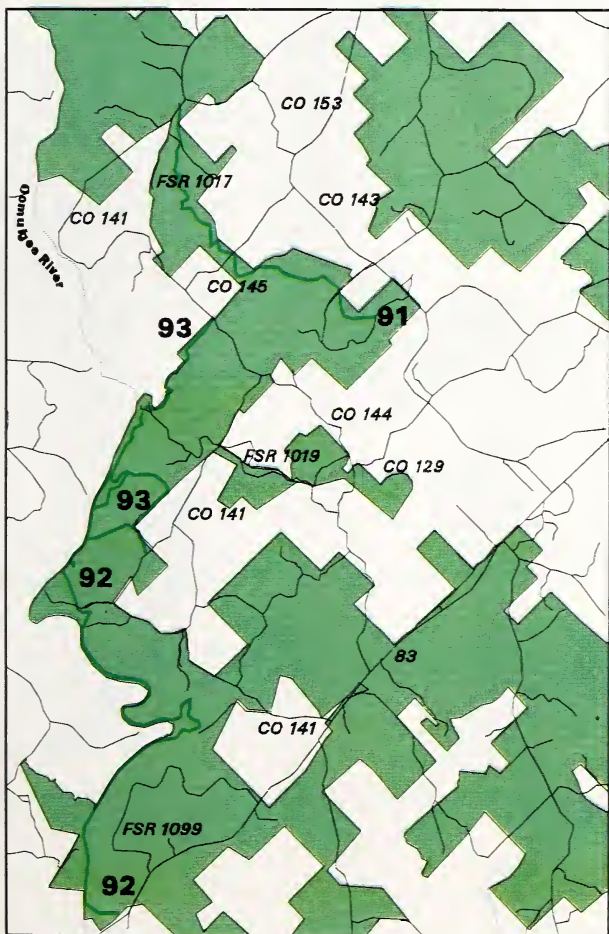 CO 153
FSR 1017
CO 143
CO 141
Oomulgee River
CO 145
91
93
CO 144
FSR 1019
CO 129
93
CO 141
92
83
CO 141
FSR 1099
92